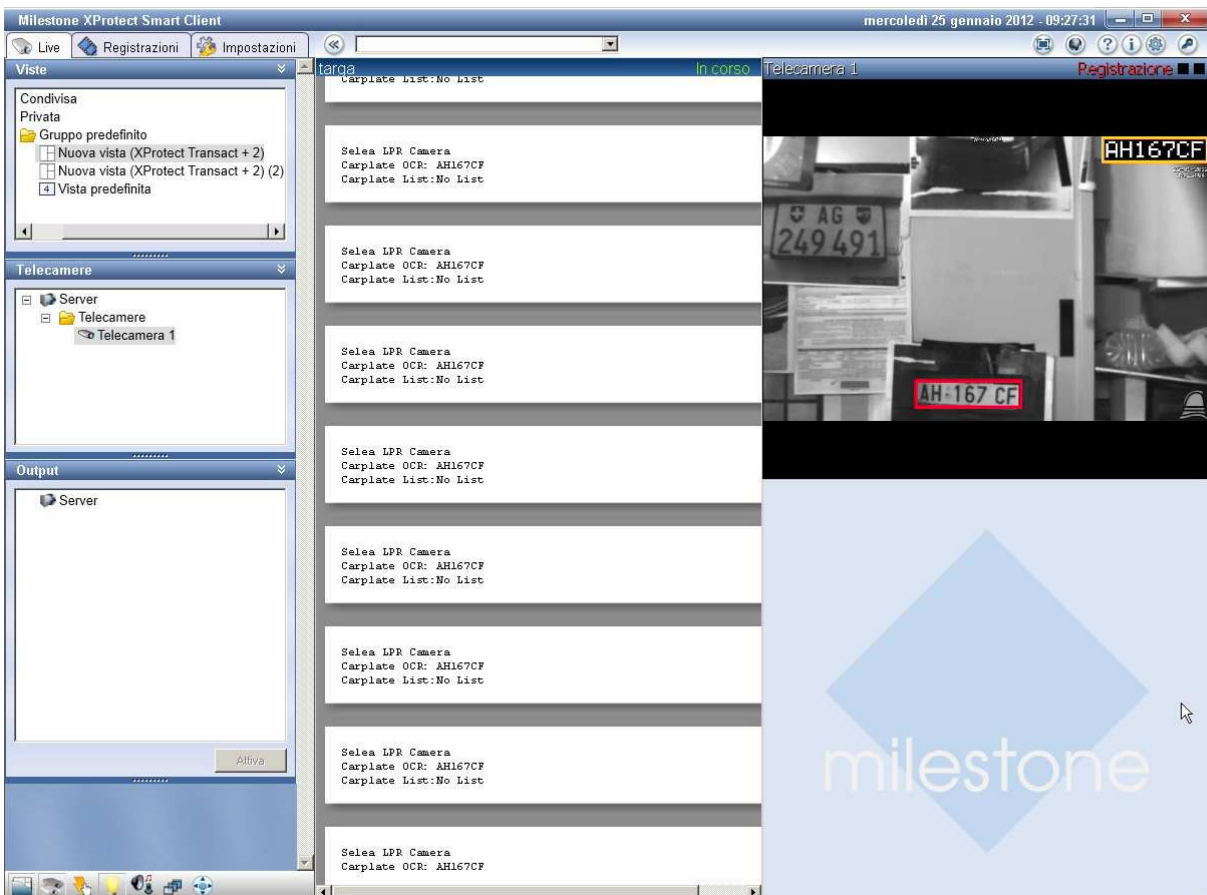 Milestone XProtect Smart Client
mercoledì 25 gennaio 2012 - 09:27:31
Live
Registrazioni
Impostazioni
Viste
Condivisa
Privata
Gruppo predefinito
Nuova vista (XProtect Transact + 2)
Nuova vista (XProtect Transact + 2) (2)
4 Vista predefinita
Telecamere
Server
Telecamere
Telecamera 1
Output
Server
Attiva
targa
In corso
Carplate List:No List
Selea LPR Camera
Carplate OCR: AH167CF
Carplate List:No List
Selea LPR Camera
Carplate OCR: AH167CF
Carplate List:No List
Selea LPR Camera
Carplate OCR: AH167CF
Carplate List:No List
Selea LPR Camera
Carplate OCR: AH167CF
Carplate List:No List
Selea LPR Camera
Carplate OCR: AH167CF
Carplate List:No List
Selea LPR Camera
Carplate OCR: AH167CF
Carplate List:No List
Selea LPR Camera
Carplate OCR: AH167CF
Carplate List:No List
Selea LPR Camera
Carplate OCR: AH167CF
Telecamera 1
Registrazione
AH167CF
AG
249 491
AH-167 CF
milestone